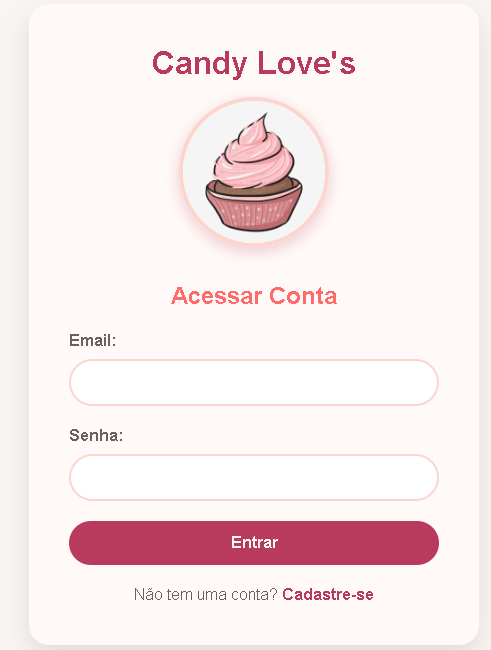 Candy Love's
Acessar Conta
Email:
Senha:
Entrar
Não tem uma conta? Cadastre-se